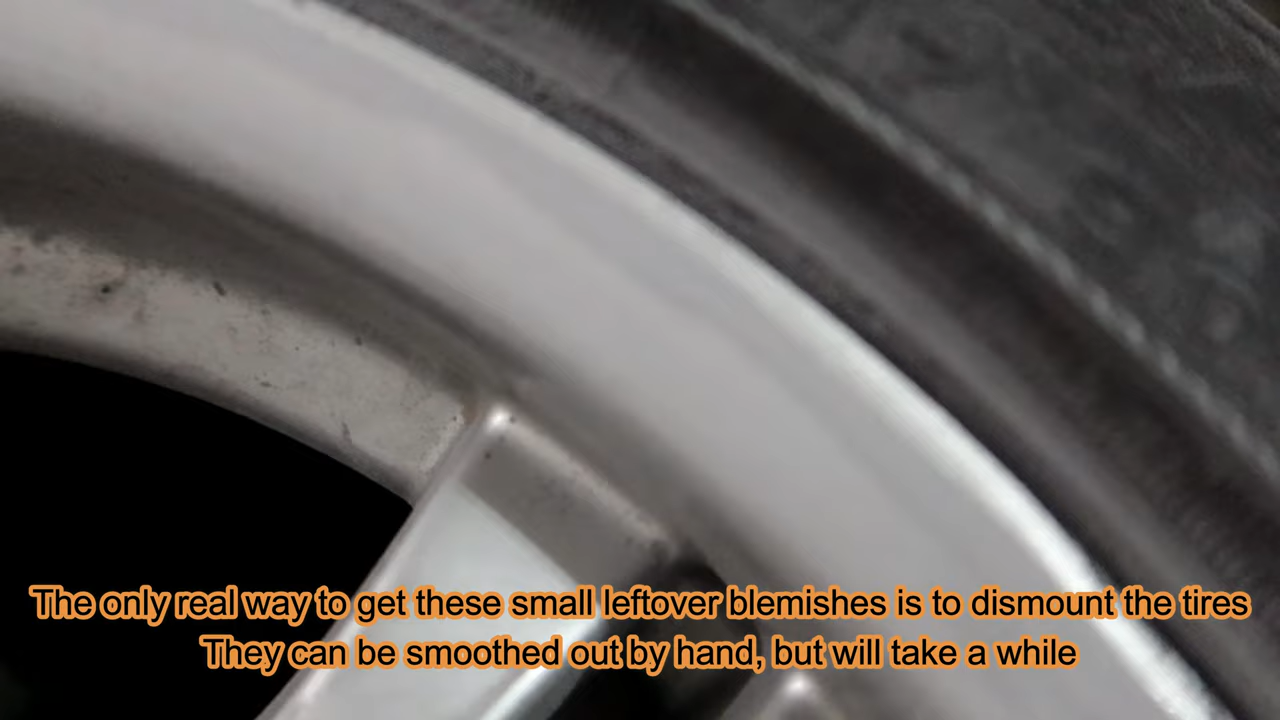 The only real way to get these small leftover blemishes is to dismount the tires
They can be smoothed out by hand, but will take a while